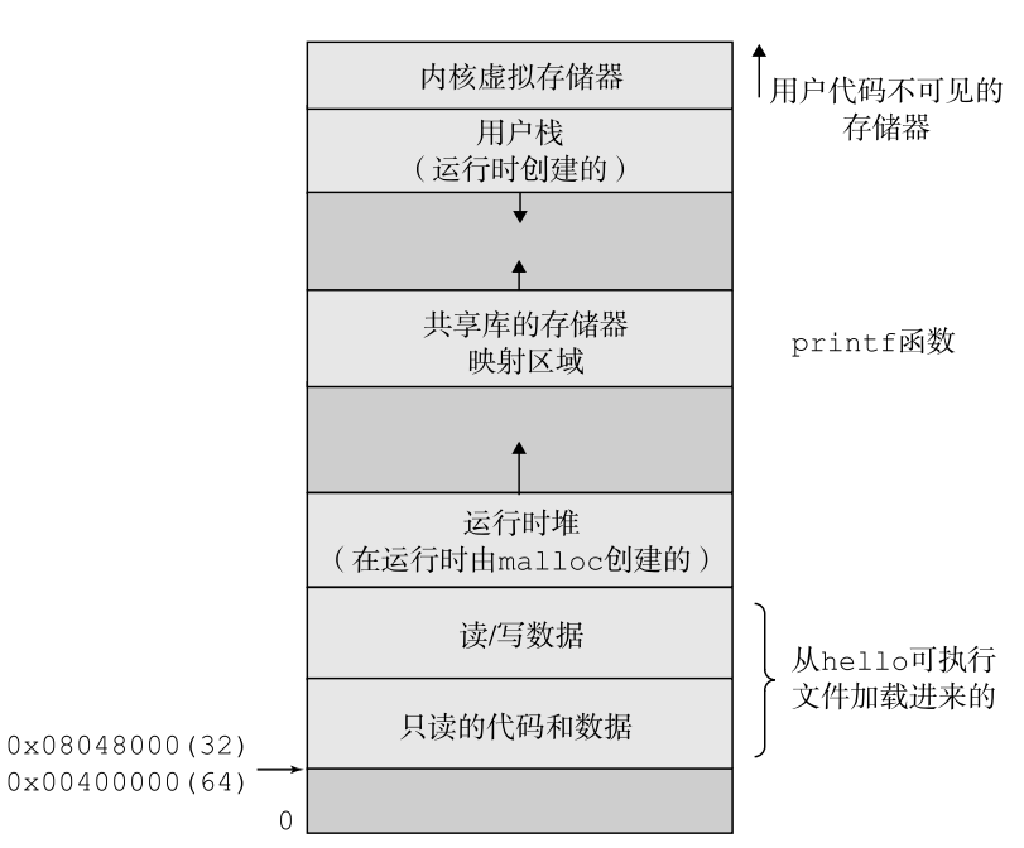 内核虚拟存储器
用户代码不可见的
存储器
用户栈
（运行时创建的）
共享库的存储器
映射区域
printf函数
运行时堆
（在运行时由malloc创建的）
读/写数据
从hello可执行
文件加载进来的
只读的代码和数据
0x08048000(32)
0x00400000(64)
0